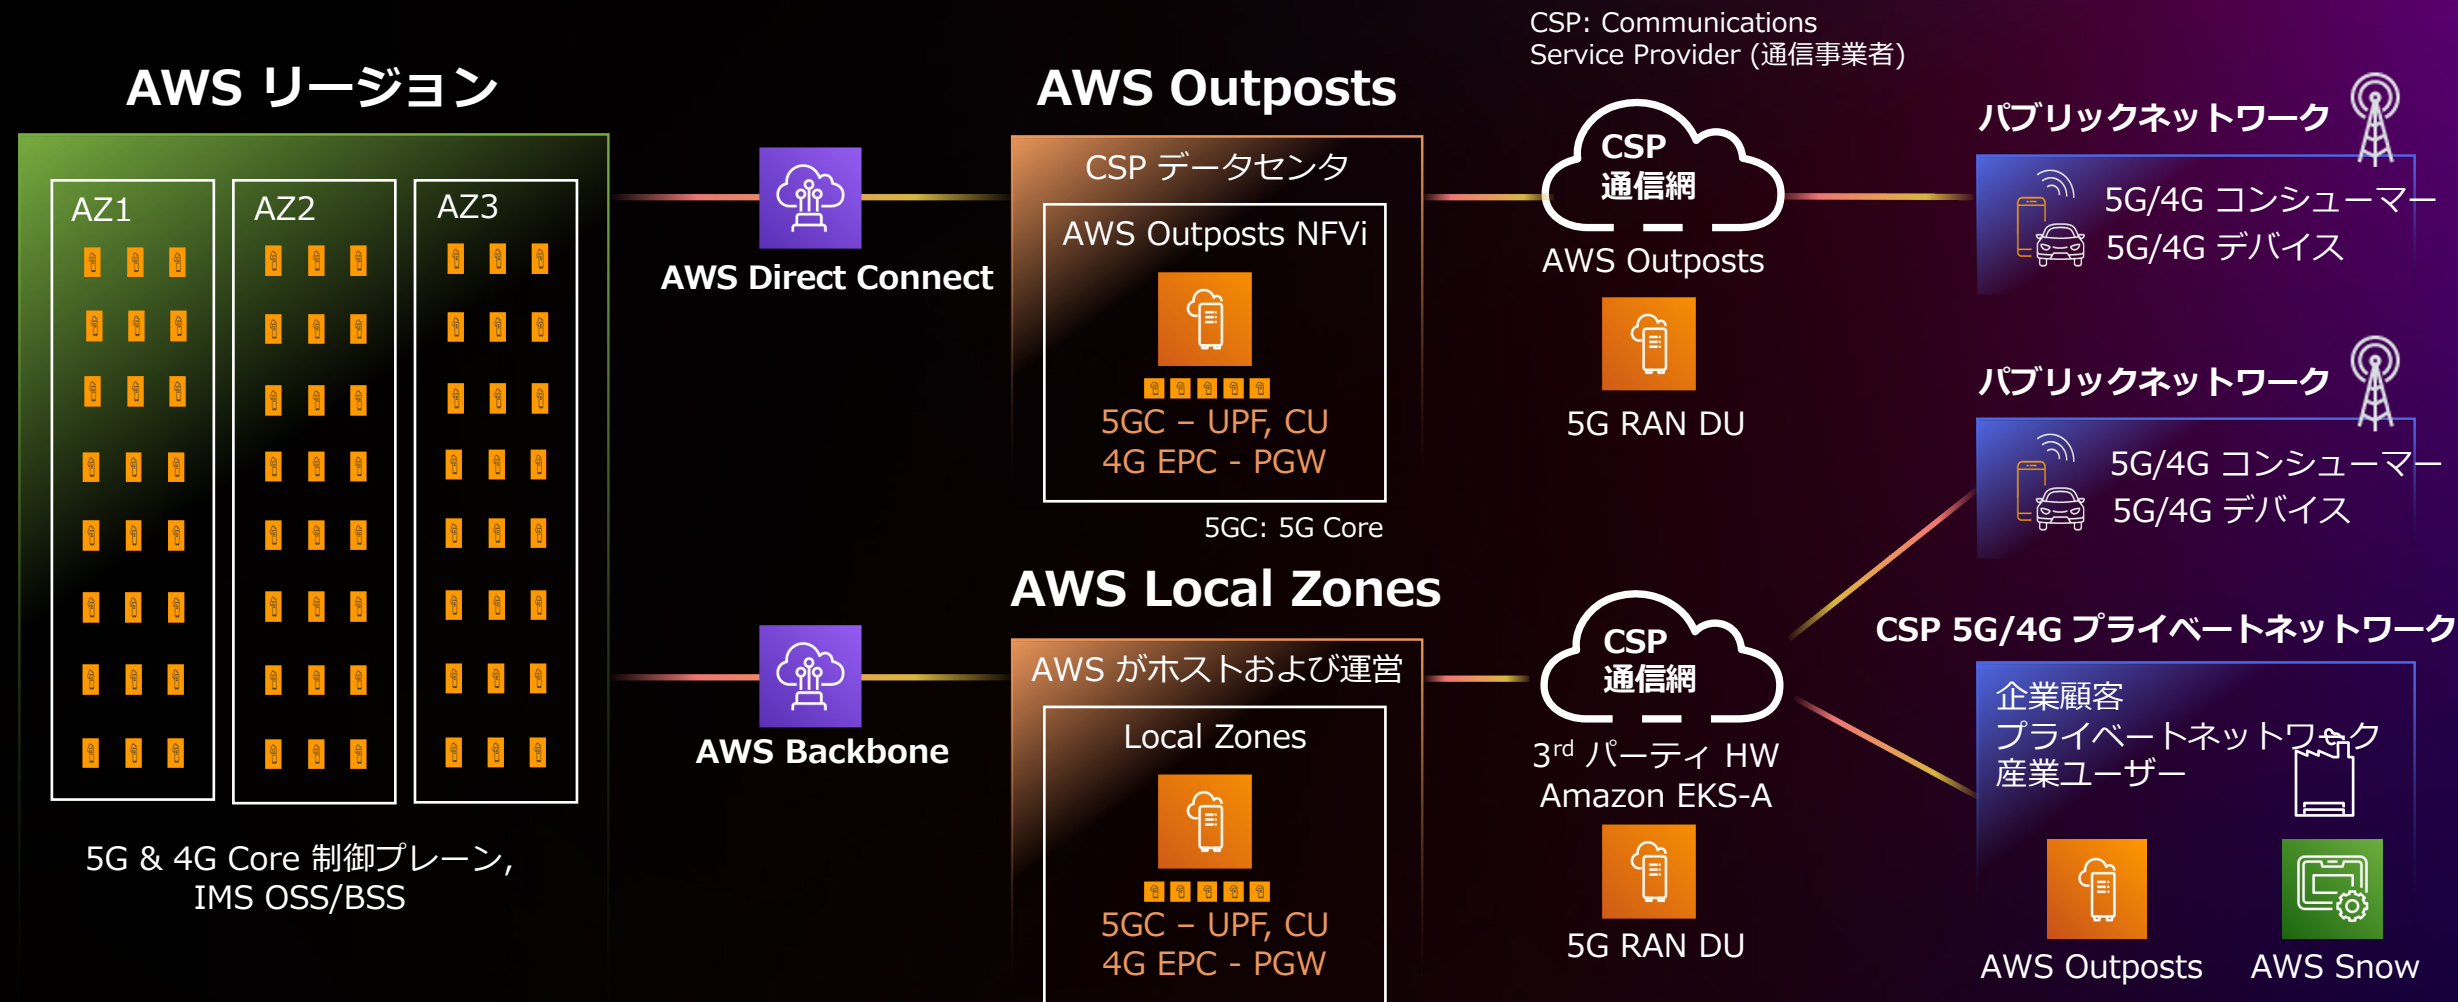 AWS リージョン
AZ1
AZ2
AZ3
5G & 4G Core 制御プレーン,
IMS OSS/BSS
AWS Direct Connect
AWS Backbone
AWS Outposts
CSP データセンタ
AWS Outposts NFVi
5GC – UPF, CU
4G EPC - PGW
5GC: 5G Core
AWS Local Zones
AWS がホストおよび運営
Local Zones
5GC – UPF, CU
4G EPC - PGW
CSP: Communications
Service Provider (通信事業者)
CSP
通信網
AWS Outposts
5G RAN DU
CSP
通信網
3rd パーティ HW
Amazon EKS-A
5G RAN DU
パブリックネットワーク
5G/4G コンシューマー
5G/4G デバイス
パブリックネットワーク
5G/4G コンシューマー
5G/4G デバイス
CSP 5G/4G プライベートネットワーク
企業顧客
プライベートネットワーク
産業ユーザー
AWS Outposts
AWS Snow